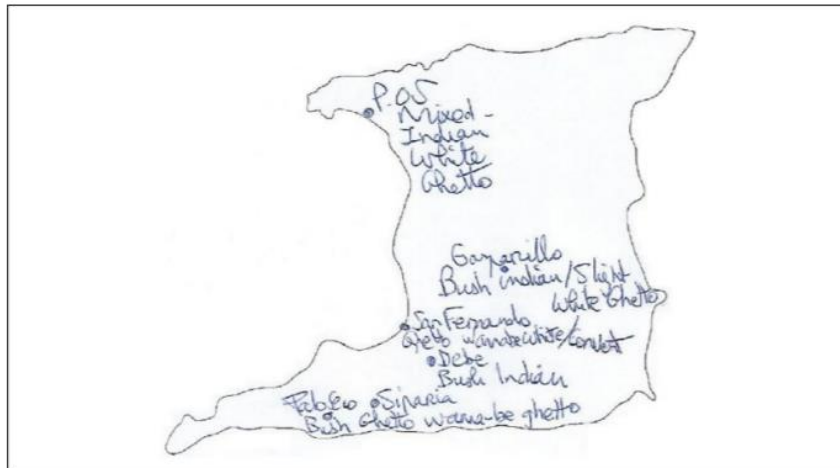 P.O.S
Mixed -
Indian
White
Ghetto
Gasparillo
Bush indian/Slight
White Ghetto
San Fernando
Ghetto wannabe white/convent
Debe
Bush Indian
Siparia
Bush Ghetto wanna-be ghetto